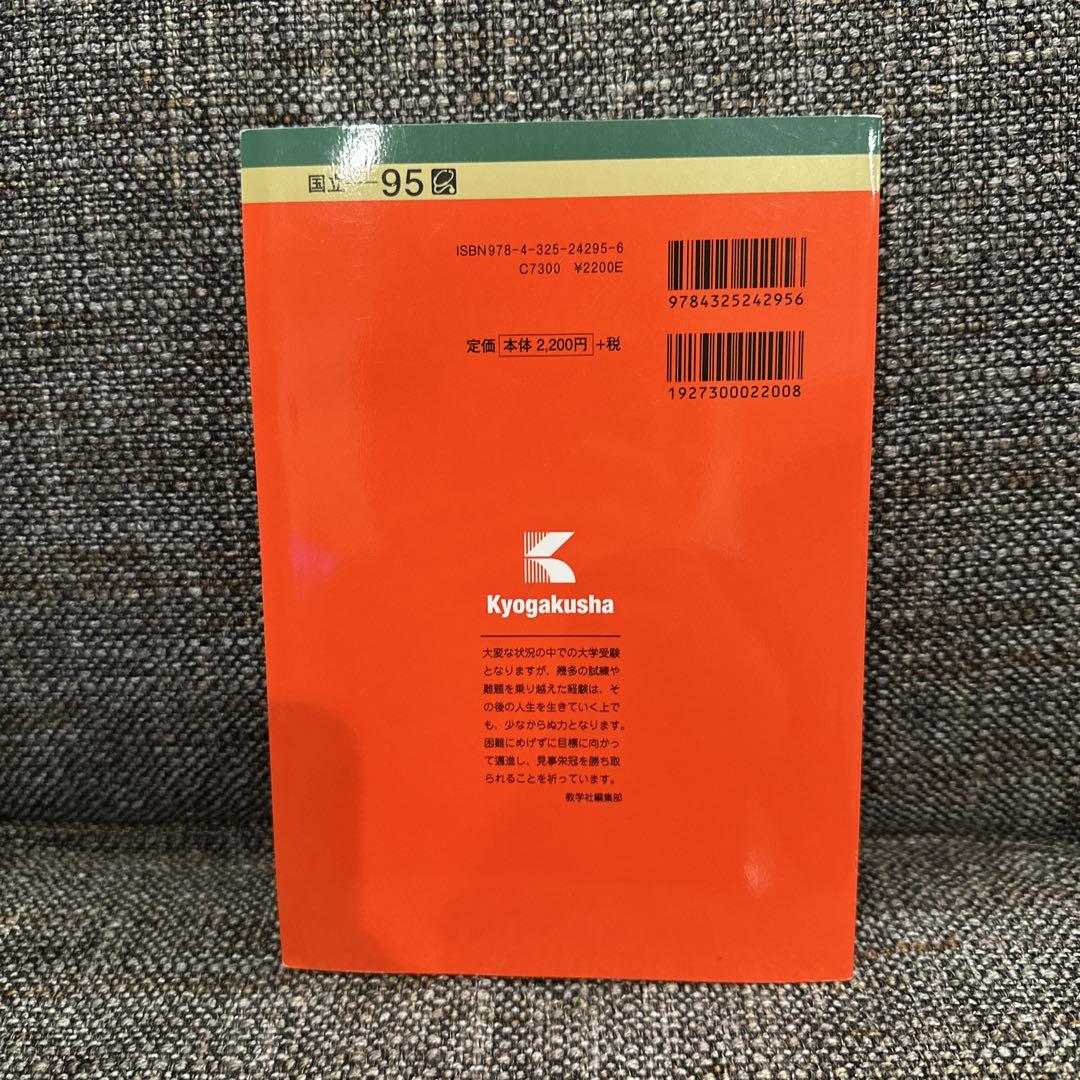 国立—95
ISBN978-4-325-24295-6
C7300 ¥2200E
9784325242956
定価 本体 2,200円 +税
1927300022008
Kyogakusha
大変な状況の中での大学受験
となりますが、幾多の試練や
難題を乗り越えた経験は、そ
の後の人生を生きていく上で
も、少なからぬ力となります。
困難にめげずに目標に向かっ
て邁進し、見事栄冠を勝ち取
られることを祈っています。
教学社編集部